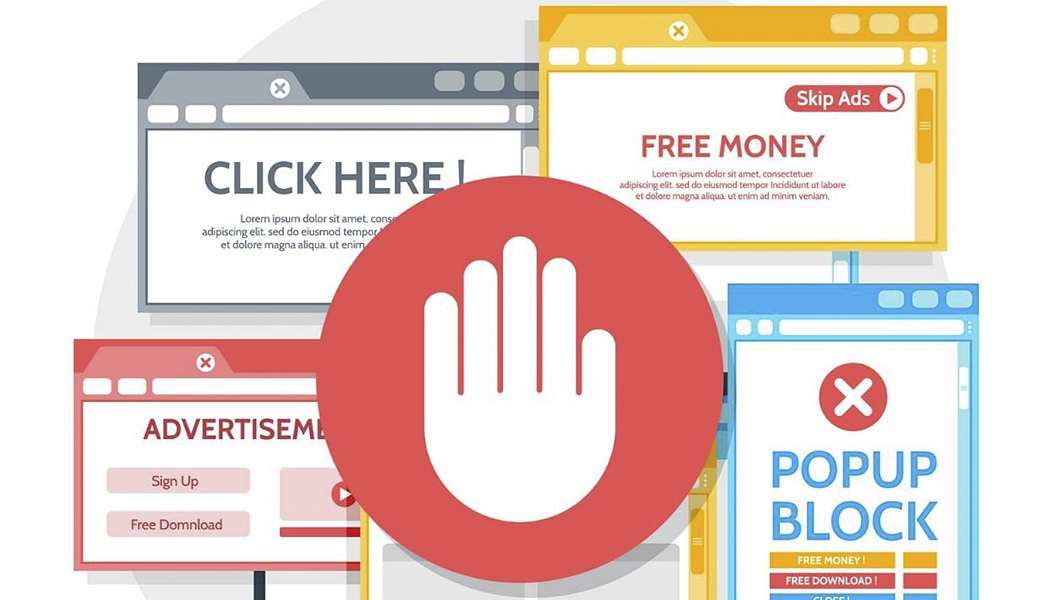 CLICK HERE !
Lorem ipsum dolor sit amet,
adipiscing elit. sed do eiusmod tempor
et dolore magna aliqua. ut enim
Skip Ads
FREE MONEY
Lorem ipsum dolor sit amet, consectetuer
adipiscing elit. sed do eiusmod tempor Incididunt ut labore
et dolore magna aliqua. ut enim ad minim veniam.
ADVERTISEME
Sign Up
Free Domnload
POPUP
BLOCK
FREE MONEY !
FREE DOWNLOAD !
CLOSE !